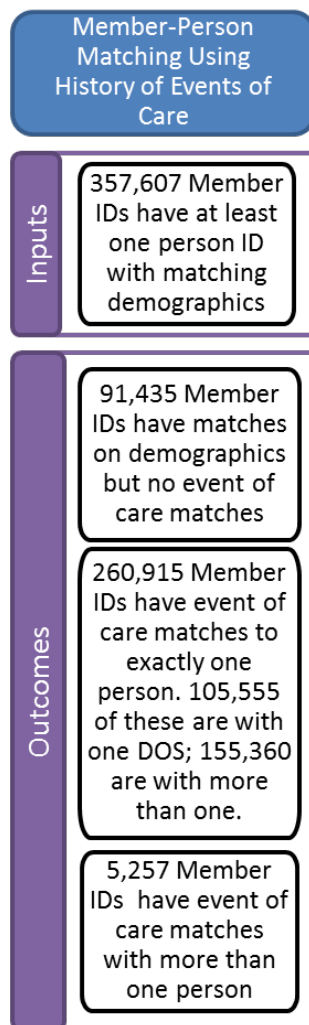 Member-Person
Matching Using
History of Events of
Care
Inputs
357,607 Member
IDs have at least
one person ID
with matching
demographics
Outcomes
91,435 Member
IDs have matches
on demographics
but no event of
care matches
260,915 Member
IDs have event of
care matches to
exactly one
person. 105,555
of these are with
one DOS; 155,360
are with more
than one.
5,257 Member
IDs  have event of
care matches
with more than
one person